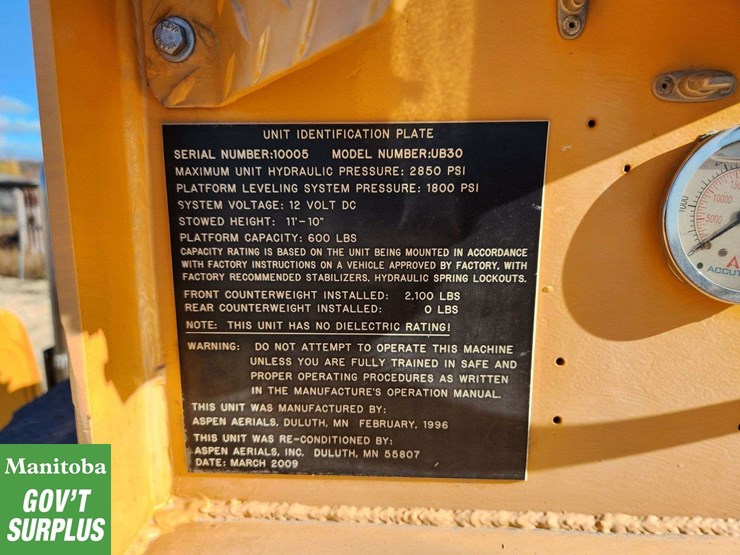 UNIT IDENTIFICATION PLATE
SERIAL NUMBER:10005 MODEL NUMBER:UB30
MAXIMUM UNIT HYDRAULIC PRESSURE: 2850 PSI
PLATFORM LEVELING SYSTEM PRESSURE: 1800 PSI
SYSTEM VOLTAGE: 12 VOLT DC
STOWED HEIGHT: 11'-10"
PLATFORM CAPACITY: 600 LBS
CAPACITY RATING IS BASED ON THE UNIT BEING MOUNTED IN ACCORDANCE
WITH FACTORY INSTRUCTIONS ON A VEHICLE APPROVED BY FACTORY, WITH
FACTORY RECOMMENDED STABILIZERS, HYDRAULIC SPRING LOCKOUTS.
FRONT COUNTERWEIGHT INSTALLED: 2,100 LBS
REAR COUNTERWEIGHT INSTALLED: 0 LBS
NOTE: THIS UNIT HAS NO DIELECTRIC RATING!
WARNING: DO NOT ATTEMPT TO OPERATE THIS MACHINE
UNLESS YOU ARE FULLY TRAINED IN SAFE AND
PROPER OPERATING PROCEDURES AS WRITTEN
IN THE MANUFACTURE'S OPERATION MANUAL.
THIS UNIT WAS MANUFACTURED BY:
ASPEN AERIALS, DULUTH, MN FEBRUARY, 1996
THIS UNIT WAS RE-CONDITIONED BY:
ASPEN AERIALS, INC. DULUTH, MN 55807
DATE: MARCH 2009
1000
10000
5000
Manitoba
GOV'T
SURPLUS